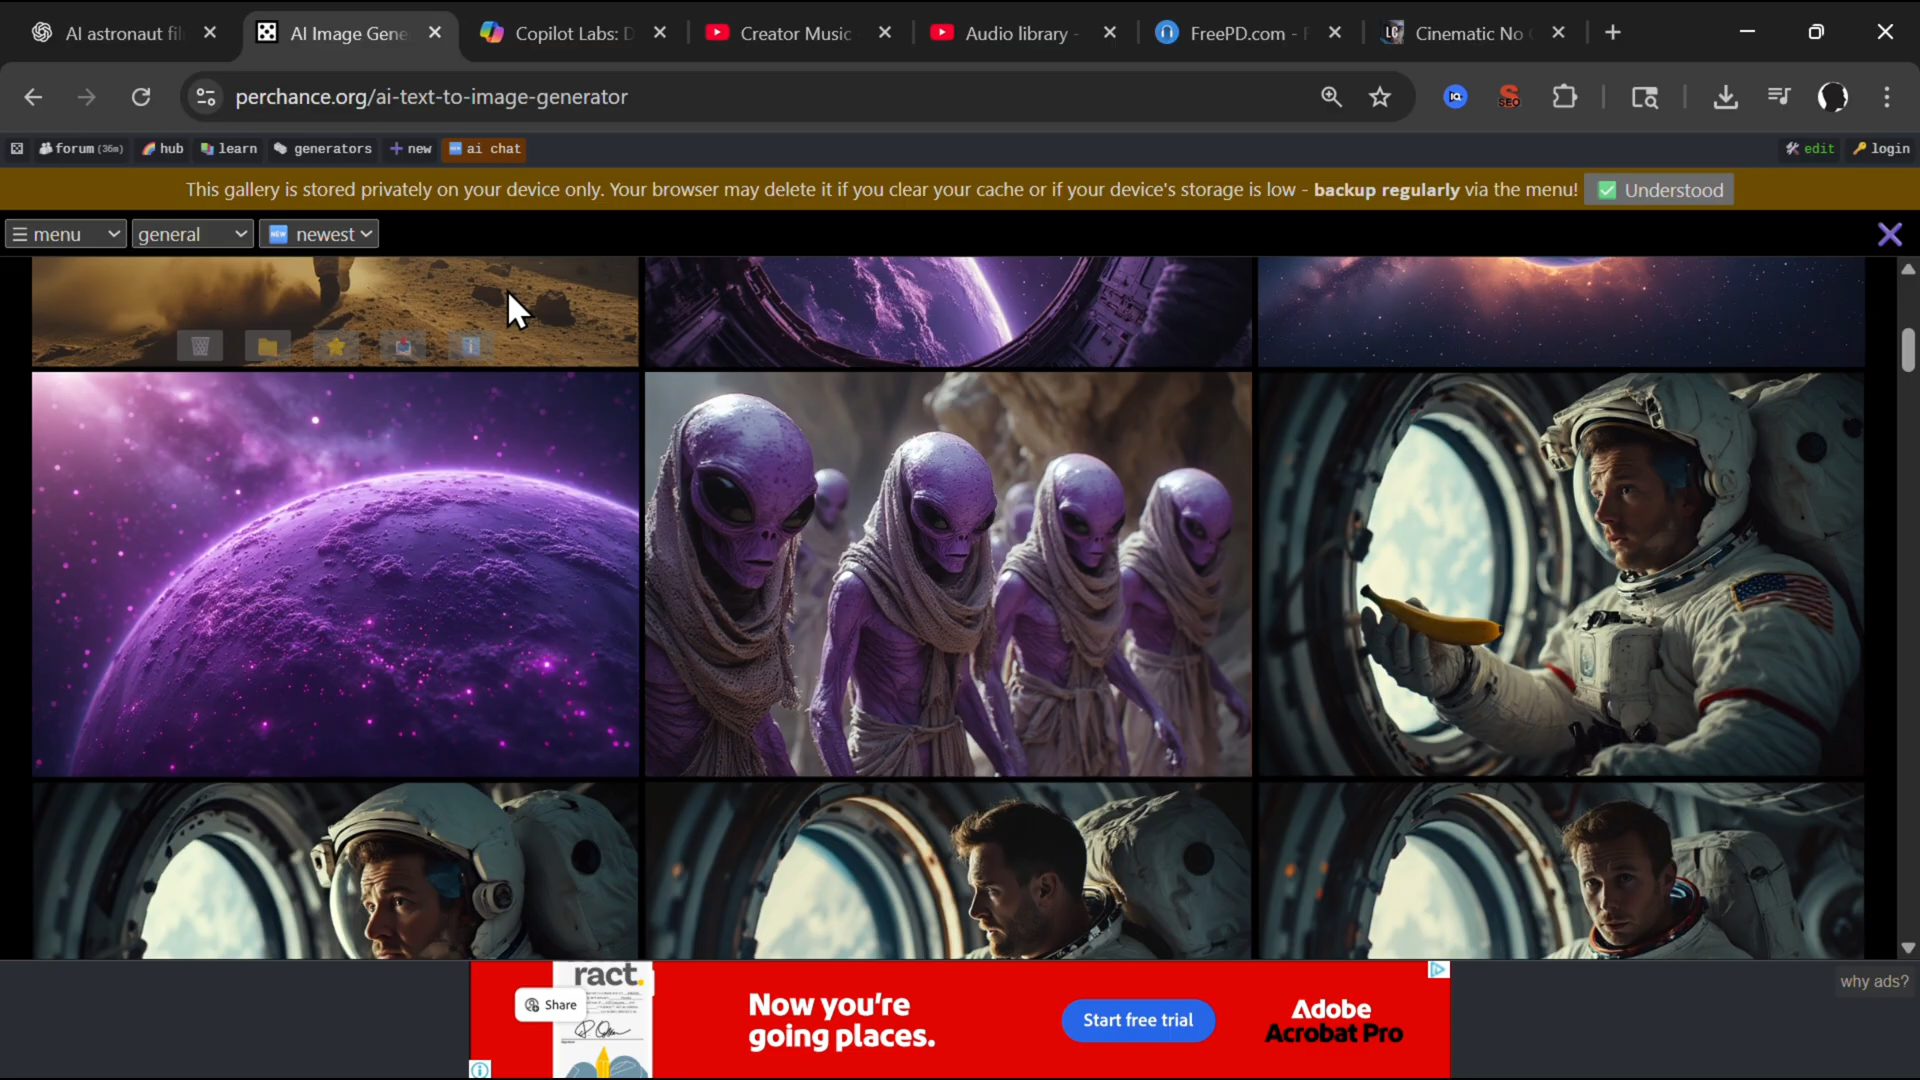 AI astronaut fil
AI Image Gene
Copilot Labs: D
Creator Music
Audio library -
FreePD.com - F
Cinematic No C
perchance.org/ai-text-to-image-generator
IQ
SEO
forum (36m)
hub
learn
generators
+ new
ai chat
edit
login
This gallery is stored privately on your device only. Your browser may delete it if you clear your cache or if your device's storage is low - backup regularly via the menu!
Understood
☰ menu
general
NEW newest
ract.
Share
Now you're
going places.
Start free trial
Adobe
Acrobat Pro
why ads?